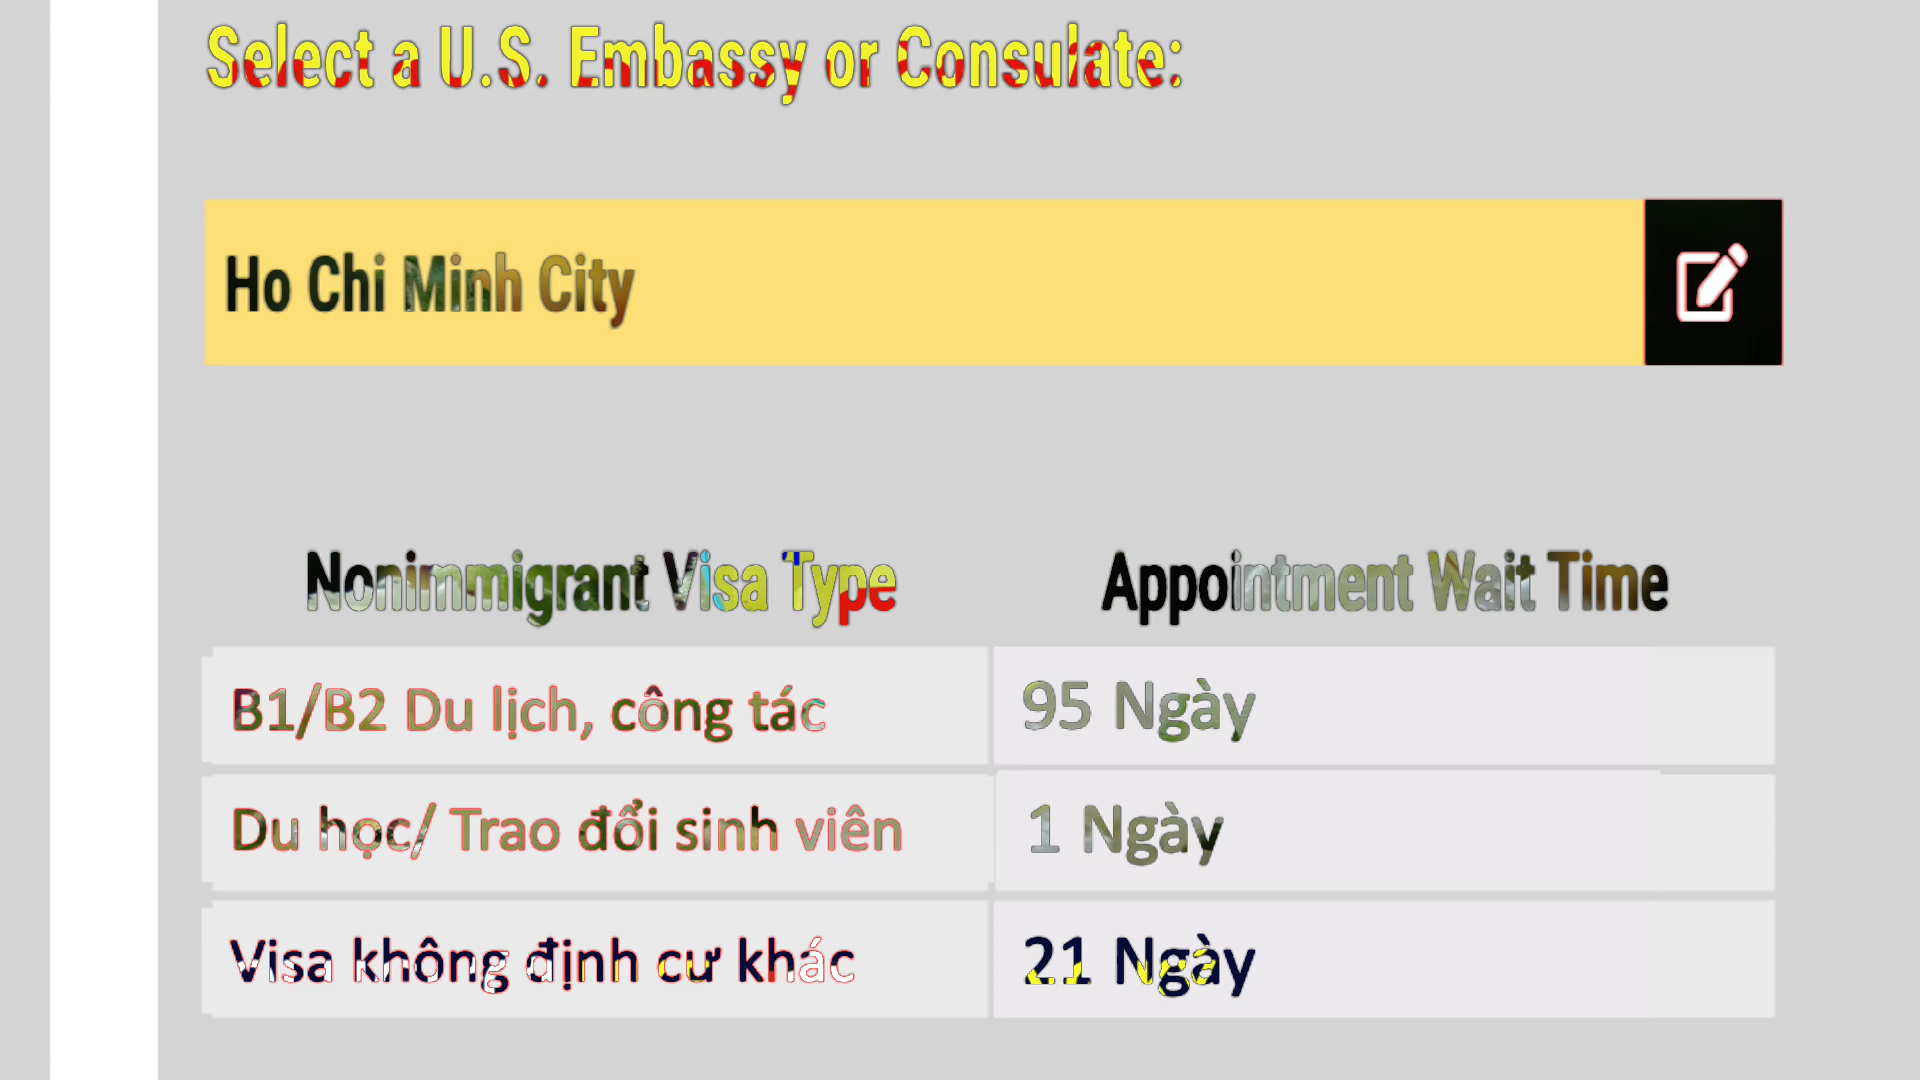 Select a U.S. Embassy or Consulate:
Ho Chi Minh City
Nonimmigrant Visa Type Appointment Wait Time
B1/B2 Du lịch, công tác 95 Ngày
Du học/ Trao đổi sinh viên 1 Ngày
Visa không định cư khác 21 Ngày